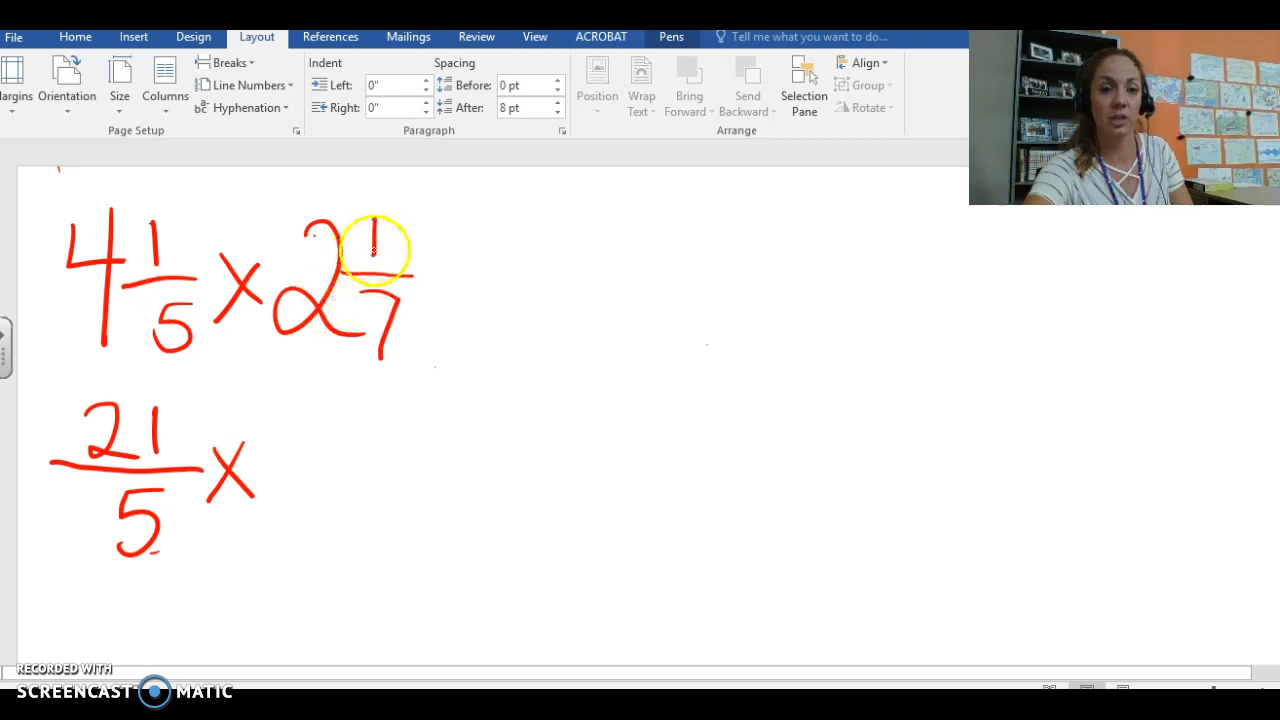 File Home Insert Design Layout References Mailings Review View ACROBAT Pens Tell me what you want to do...
Breaks Indent Spacing Align
Line Numbers Left: 0" Before: 0 pt Group
Hyphenation Right: 0" After: 8 pt Rotate
argins Orientation Size Columns Position Wrap Text Bring Forward Send Backward Selection Pane
Page Setup Paragraph Arrange
4 1/5 x 2 1/7
21/5 x
RECORDED WITH
SCREENCAST MATIC